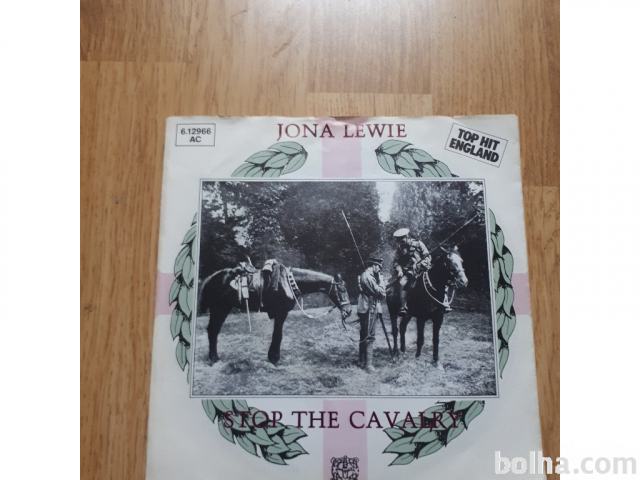 6.12966
AC
JONA LEWIE
TOP HIT
ENGLAND
STOP THE CAVALRY
bolha.com